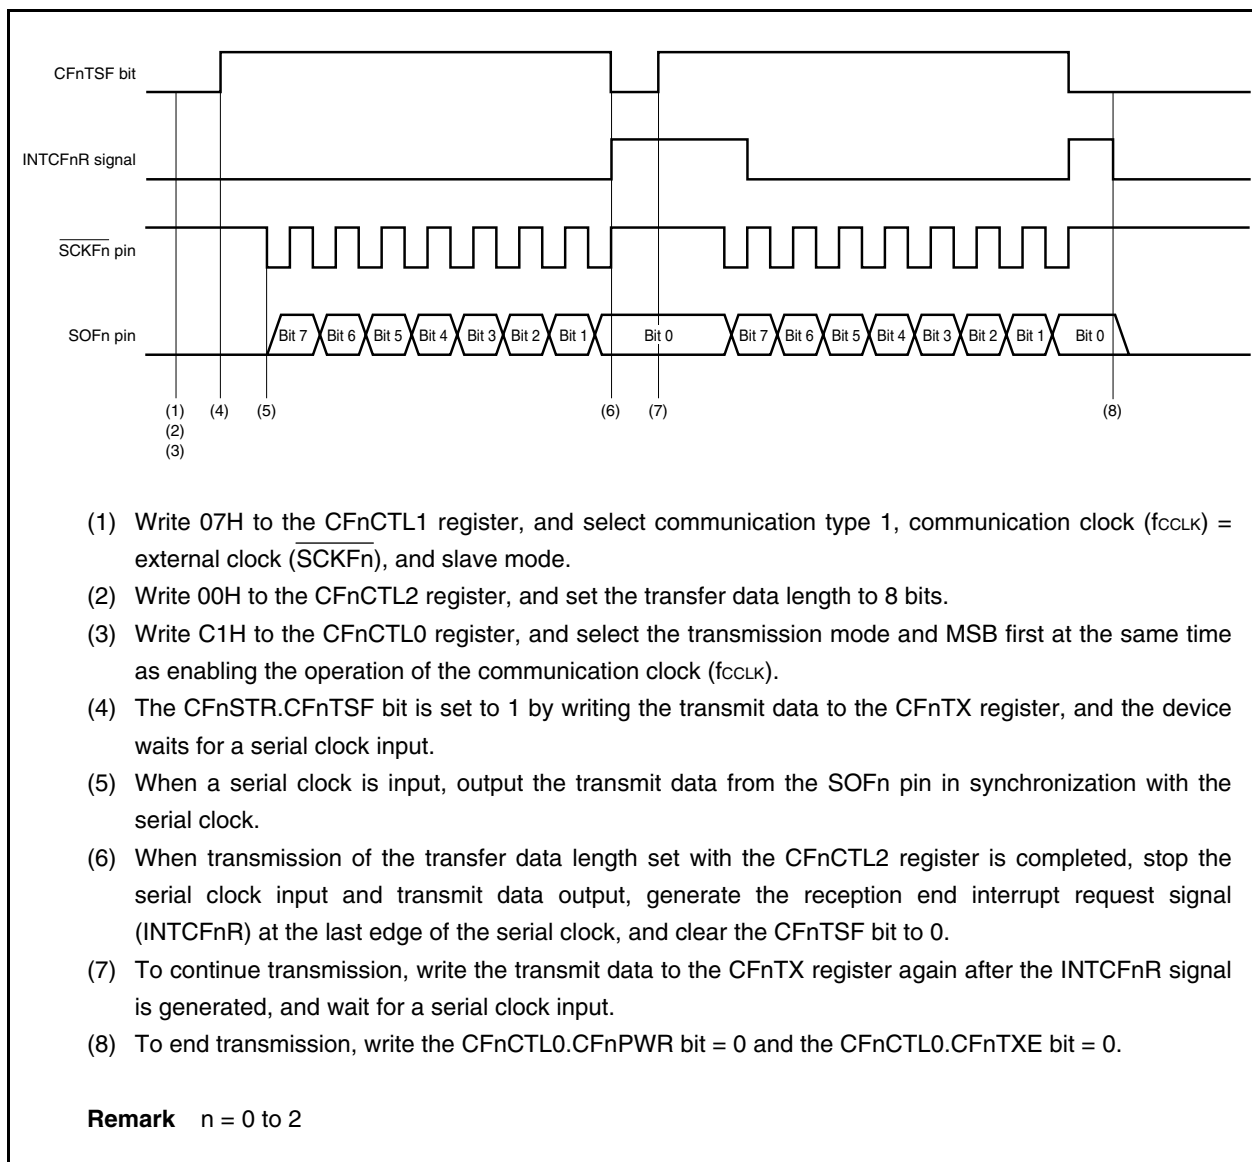 CFnTSF bit
INTCFnR signal
SCKFn pin
SOFn pin
Bit 7 Bit 6 Bit 5 Bit 4 Bit 3 Bit 2 Bit 1 Bit 0 Bit 7 Bit 6 Bit 5 Bit 4 Bit 3 Bit 2 Bit 1 Bit 0
(1) (4) (5) (6) (7) (8)
(2)
(3)
(1) Write 07H to the CFnCTL1 register, and select communication type 1, communication clock (fCCLK) =
external clock (SCKFn), and slave mode.
(2) Write 00H to the CFnCTL2 register, and set the transfer data length to 8 bits.
(3) Write C1H to the CFnCTL0 register, and select the transmission mode and MSB first at the same time
as enabling the operation of the communication clock (fCCLK).
(4) The CFnSTR.CFnTSF bit is set to 1 by writing the transmit data to the CFnTX register, and the device
waits for a serial clock input.
(5) When a serial clock is input, output the transmit data from the SOFn pin in synchronization with the
serial clock.
(6) When transmission of the transfer data length set with the CFnCTL2 register is completed, stop the
serial clock input and transmit data output, generate the reception end interrupt request signal
(INTCFnR) at the last edge of the serial clock, and clear the CFnTSF bit to 0.
(7) To continue transmission, write the transmit data to the CFnTX register again after the INTCFnR signal
is generated, and wait for a serial clock input.
(8) To end transmission, write the CFnCTL0.CFnPWR bit = 0 and the CFnCTL0.CFnTXE bit = 0.
Remark n = 0 to 2